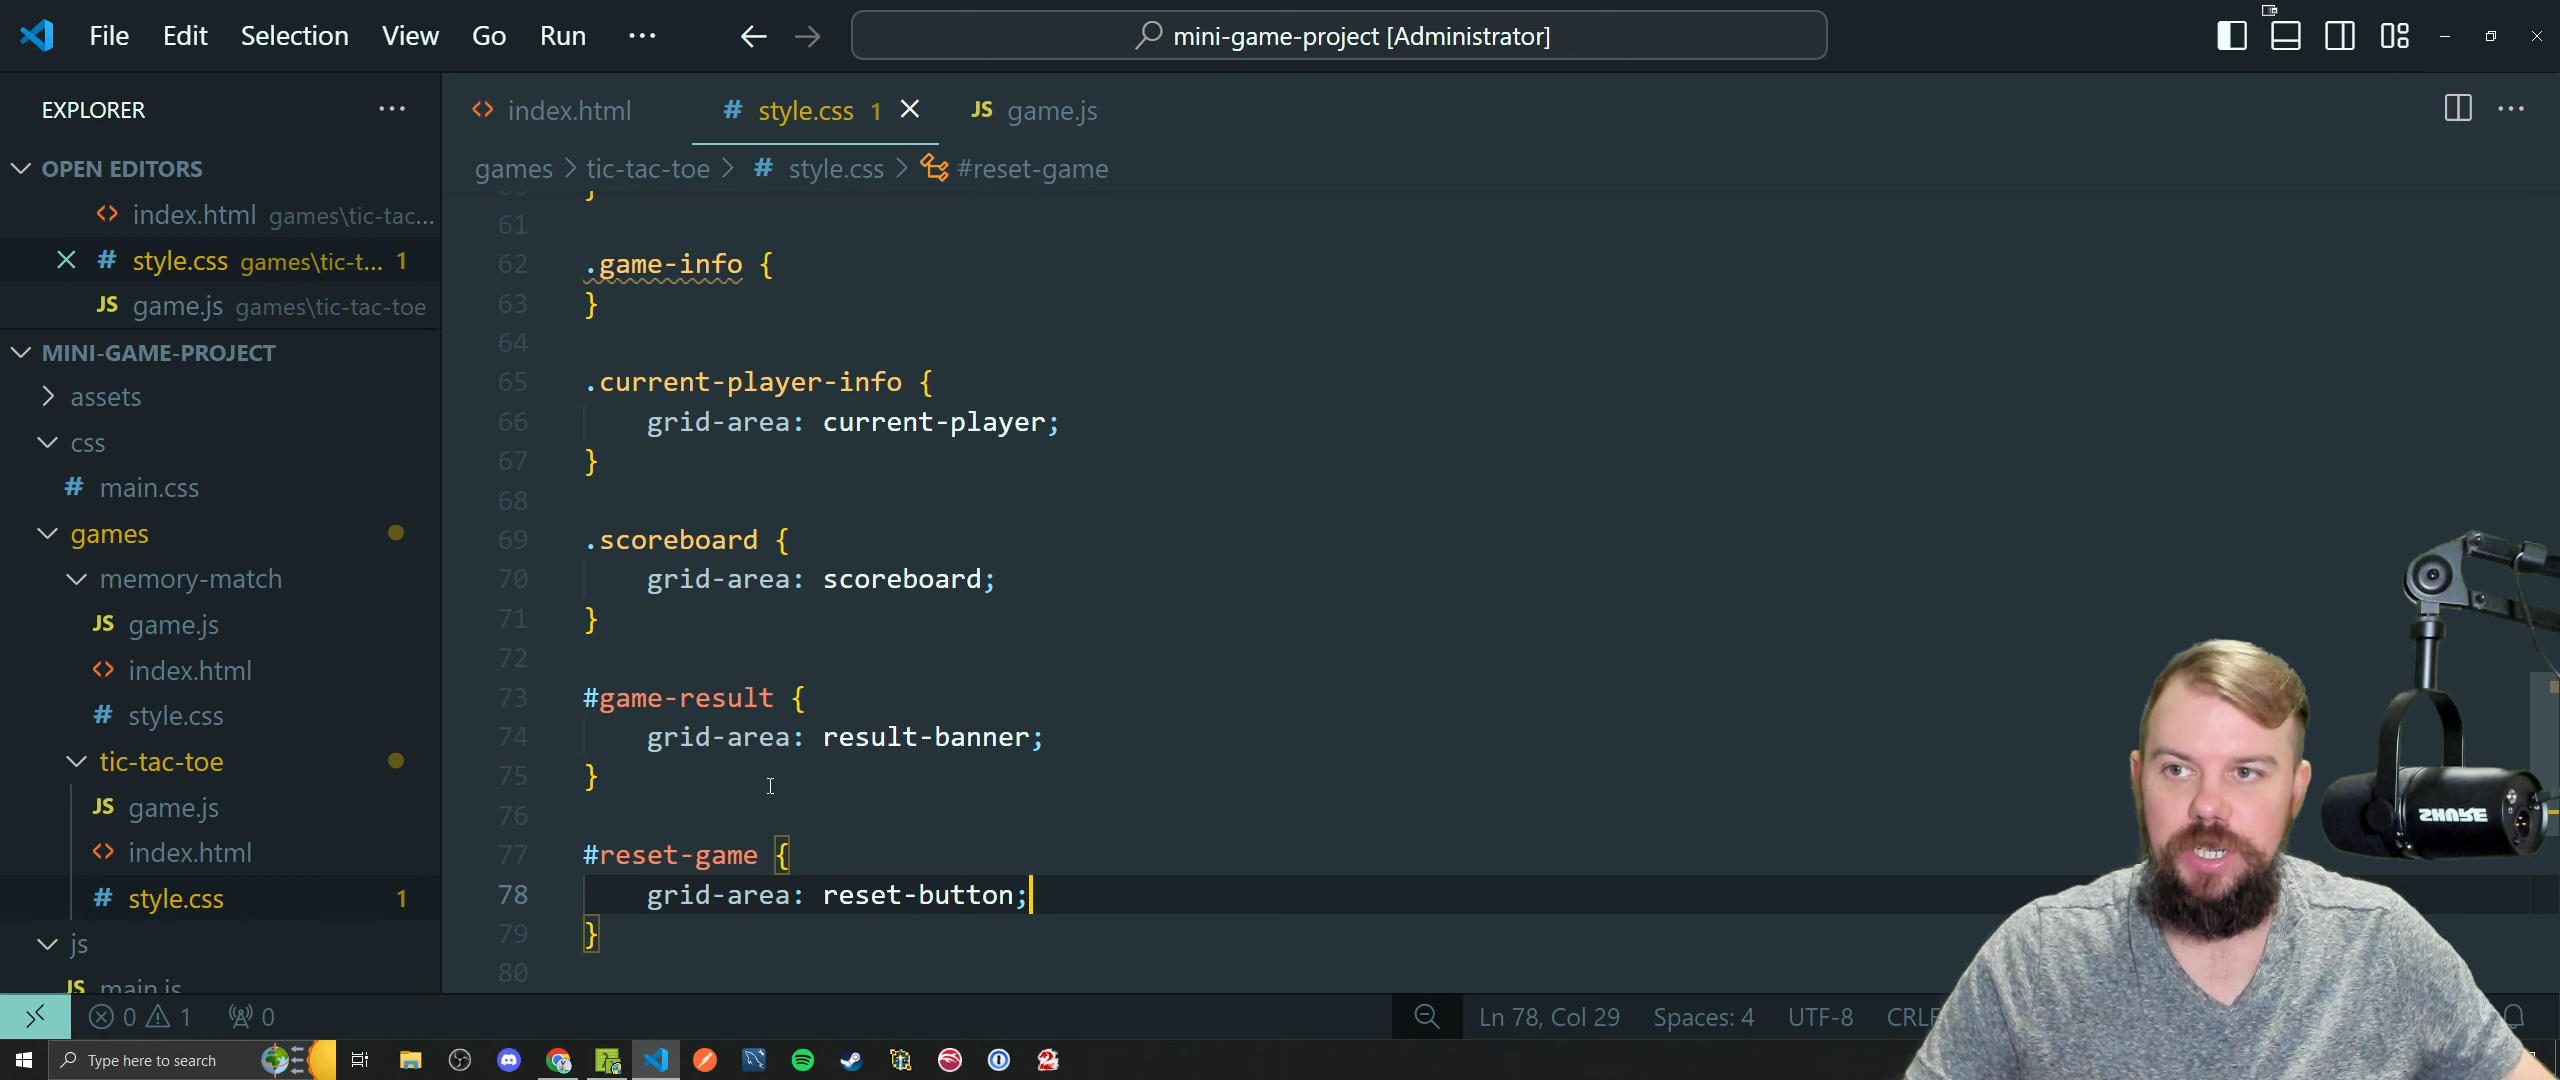 File Edit Selection View Go Run ···
mini-game-project [Administrator]
EXPLORER ···
index.html
# style.css 1
JS game.js
···
OPEN EDITORS
index.html games\tic-tac...
# style.css games\tic-t... 1
JS game.js games\tic-tac-toe
MINI-GAME-PROJECT
assets
css
# main.css
games
memory-match
JS game.js
index.html
# style.css
tic-tac-toe
JS game.js
index.html
# style.css 1
js
JS main.js
games > tic-tac-toe > # style.css > #reset-game
60 }
61
62 .game-info {
63 }
64
65 .current-player-info {
66 grid-area: current-player;
67 }
68
69 .scoreboard {
70 grid-area: scoreboard;
71 }
72
73 #game-result {
74 grid-area: result-banner;
75 }
76
77 #reset-game {
78 grid-area: reset-button;
79 }
80
SHURE
0 1 0
Ln 78, Col 29 Spaces: 4 UTF-8 CRLF
Type here to search